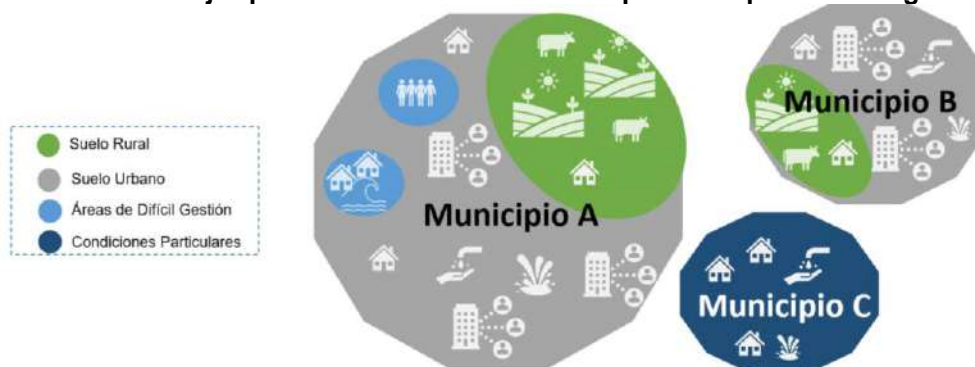 Suelo Rural
Suelo Urbano
Áreas de Difícil Gestión
Condiciones Particulares
Municipio A
Municipio B
Municipio C